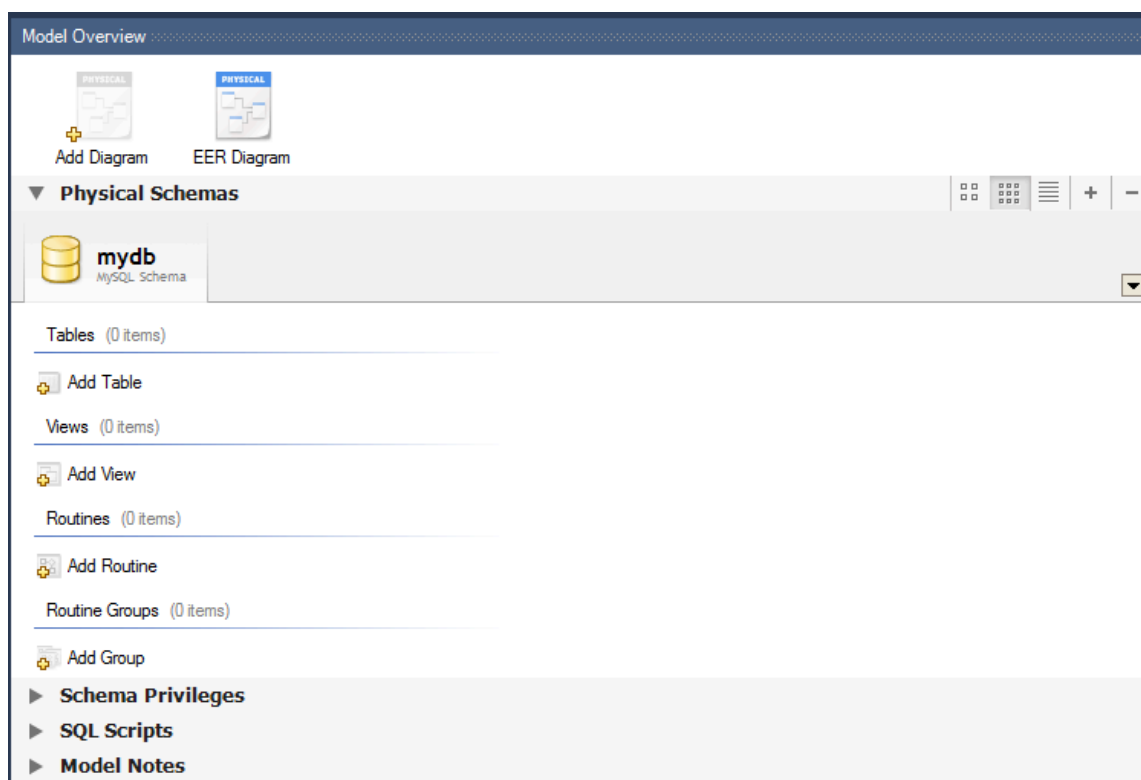 Model Overview
PHYSICAL
PHYSICAL
Add Diagram
EER Diagram
Physical Schemas
mydb
MySQL Schema
Tables (0 items)
Add Table
Views (0 items)
Add View
Routines (0 items)
Add Routine
Routine Groups (0 items)
Add Group
Schema Privileges
SQL Scripts
Model Notes